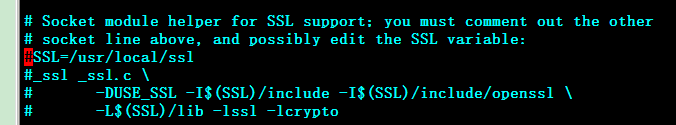 # Socket module helper for SSL support; you must comment out the other
# socket line above, and possibly edit the SSL variable:
#SSL=/usr/local/ssl
#_ssl _ssl.c \
#       -DUSE_SSL -I$(SSL)/include -I$(SSL)/include/openssl \
#       -L$(SSL)/lib -lssl -lcrypto